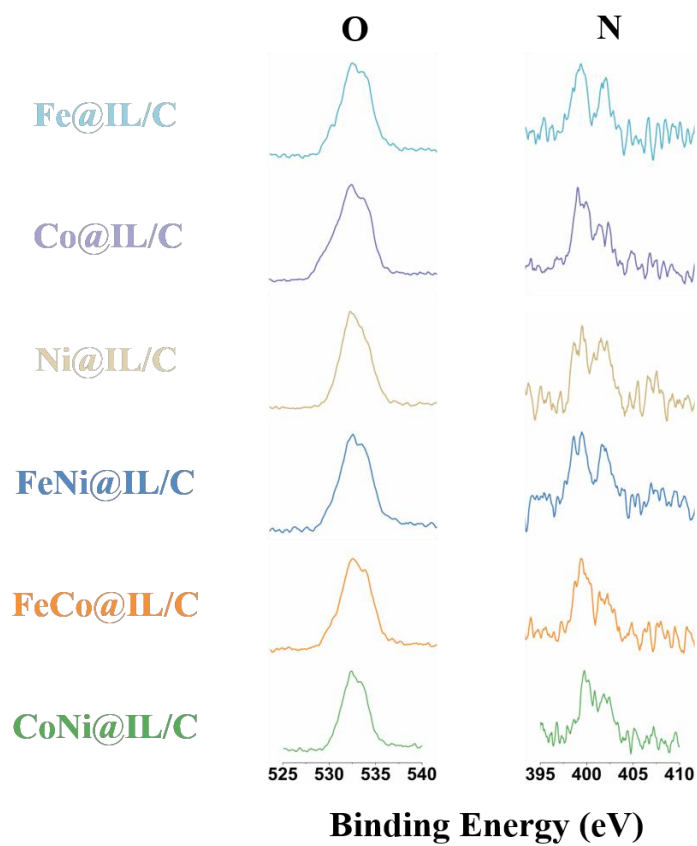 O N
Fe@IL/C
Co@IL/C
Ni@IL/C
FeNi@IL/C
FeCo@IL/C
CoNi@IL/C
525 530 535 540 395 400 405 410
Binding Energy (eV)